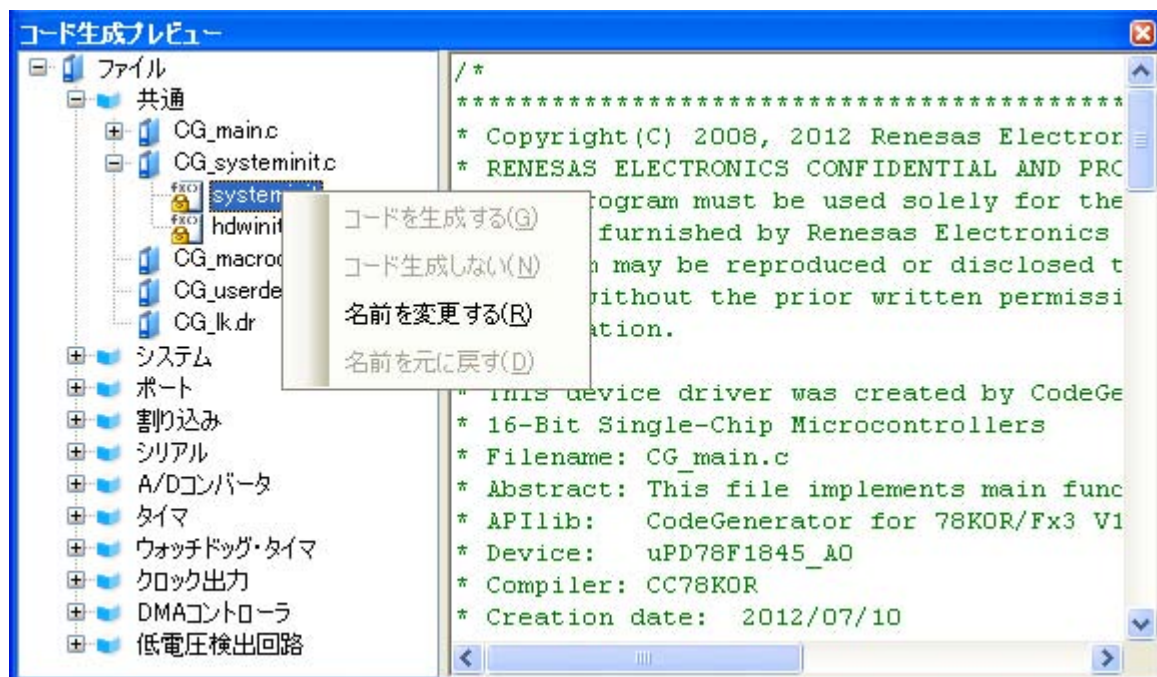 コード生成プレビュー
ファイル
共通
CG_main.c
CG_systeminit.c
systeminit
hdwinit
CG_macrod
CG_userde
CG_lk.dr
システム
ポート
割り込み
シリアル
A/Dコンバータ
タイマ
ウォッチドッグ・タイマ
クロック出力
DMAコントローラ
低電圧検出回路
コードを生成する(G)
コード生成しない(N)
名前を変更する(R)
名前を元に戻す(D)
/*
*******************************************
* Copyright(C) 2008, 2012 Renesas Electron
* RENESAS ELECTRONICS CONFIDENTIAL AND PRO
rogram must be used solely for the
furnished by Renesas Electronics
may be reproduced or disclosed t
ithout the prior written permissi
ation.
* This device driver was created by CodeGe
* 16-Bit Single-Chip Microcontrollers
* Filename: CG_main.c
* Abstract: This file implements main func
* APIlib: CodeGenerator for 78K0R/Fx3 V1
* Device: uPD78F1845_A0
* Compiler: CC78K0R
* Creation date: 2012/07/10